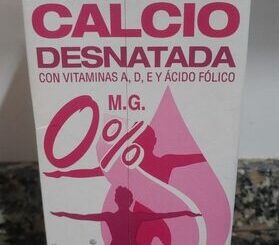 CALCIO
DESNATADA
CON VITAMINAS A, D, E Y ÁCIDO FÓLICO
M.G.
0%